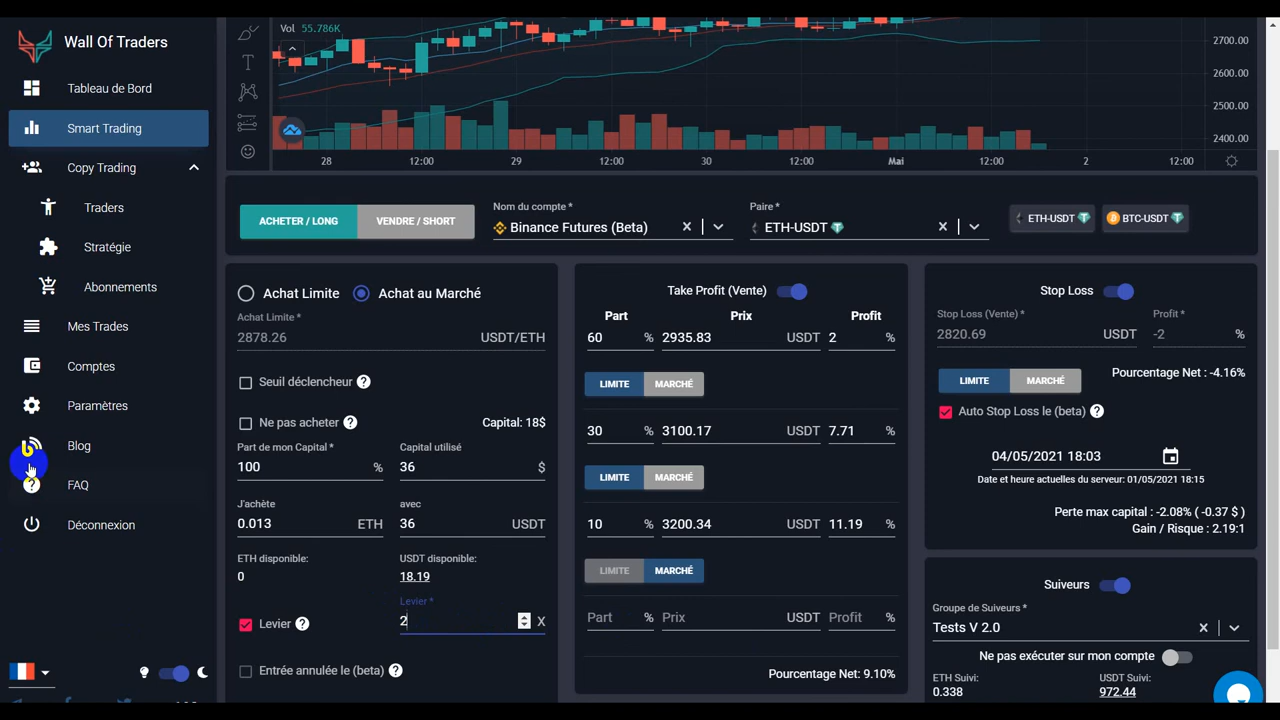 Wall Of Traders
Tableau de Bord
Smart Trading
Copy Trading
Traders
Stratégie
Abonnements
Mes Trades
Comptes
Paramètres
Blog
FAQ
Déconnexion
Vol 55.786K
2700.00
2600.00
2500.00
2400.00
28 12:00 29 12:00 30 12:00 Mai 12:00 2 12:00
ACHETER / LONG VENDRE / SHORT
Nom du compte *
Binance Futures (Beta)
Paire *
ETH-USDT
ETH-USDT BTC-USDT
Achat Limite Achat au Marché
Achat Limite *
2878.26 USDT/ETH
Seuil déclencheur
Ne pas acheter Capital: 18$
Part de mon Capital * Capital utilisé
100 % 36 $
J'achète avec
0.013 ETH 36 USDT
ETH disponible: USDT disponible:
0 18.19
Levier *
Levier 2 X
Entrée annulée le (beta)
Take Profit (Vente)
Part Prix Profit
60 % 2935.83 USDT 2 %
LIMITE MARCHÉ
30 % 3100.17 USDT 7.71 %
LIMITE MARCHÉ
10 % 3200.34 USDT 11.19 %
LIMITE MARCHÉ
Part % Prix USDT Profit %
Pourcentage Net: 9.10%
Stop Loss
Stop Loss (Vente) * Profit *
2820.69 USDT -2 %
LIMITE MARCHÉ Pourcentage Net : -4.16%
Auto Stop Loss le (beta)
04/05/2021 18:03
Date et heure actuelles du serveur: 01/05/2021 18:15
Perte max capital : -2.08% ( -0.37 $ )
Gain / Risque : 2.19:1
Suiveurs
Groupe de Suiveurs *
Tests V 2.0
Ne pas exécuter sur mon compte
ETH Suivi: USDT Suivi:
0.338 972.44